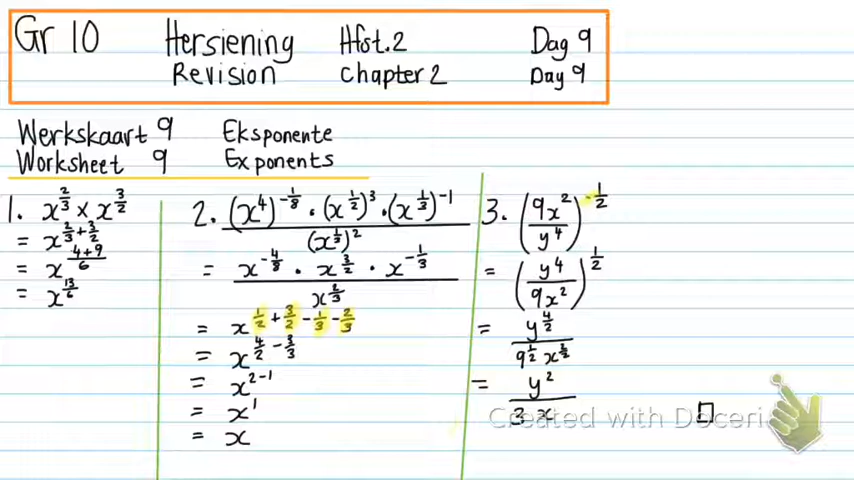 Gr 10 Hersiening Hfst.2 Dag 9
Revision Chapter 2 Day 9
Werkskaart 9 Eksponente
Worksheet 9 Exponents
1. x^(2/3) × x^(3/2)
= x^(2/3 + 3/2)
= x^((4+9)/6)
= x^(13/6)
2. ((x^4)^(-1/8) · (x^(1/2))^3 · (x^(1/3))^(-1)) / (x^(1/3))^2
= (x^(-4/8) · x^(3/2) · x^(-1/3)) / x^(2/3)
= x^(1/2 + 3/2 - 1/3 - 2/3)
= x^(4/2 - 3/3)
= x^(2-1)
= x^1
= x
3. (9x^2 / y^4)^(-1/2)
= (y^4 / 9x^2)^(1/2)
= y^(4/2) / (9^(1/2) x^(2/2))
= y^2 / 3x
Created with Doceri